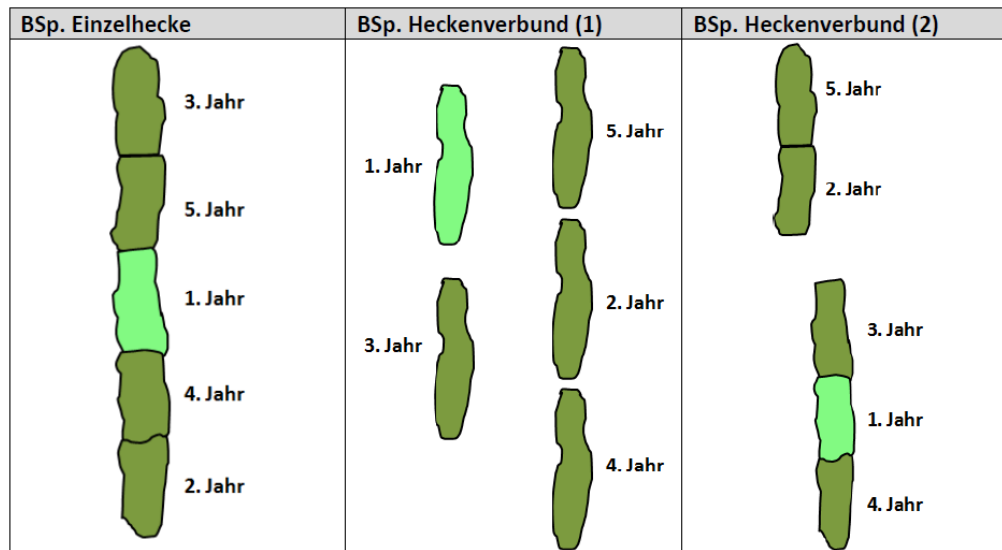 BSp. Einzelhecke
BSp. Heckenverbund (1)
BSp. Heckenverbund (2)
3. Jahr
5. Jahr
1. Jahr
4. Jahr
2. Jahr
5. Jahr
1. Jahr
2. Jahr
3. Jahr
4. Jahr
5. Jahr
2. Jahr
3. Jahr
1. Jahr
4. Jahr